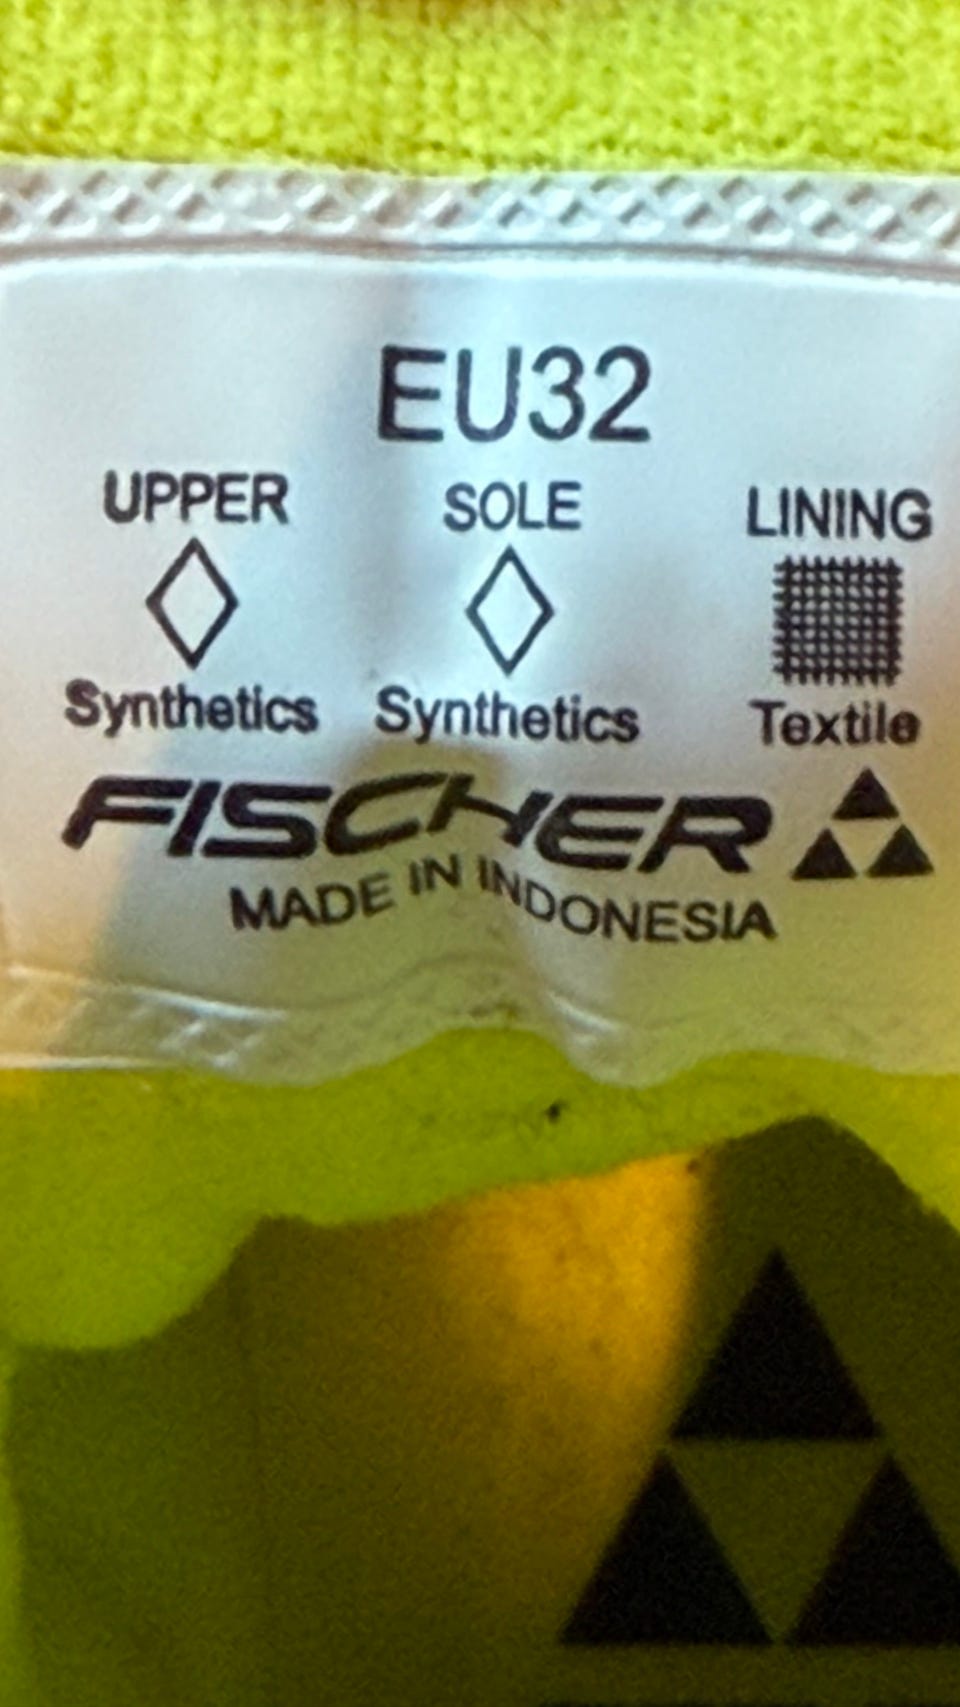 EU32
UPPER SOLE LINING
Synthetics Synthetics Textile
FISCHER
MADE IN INDONESIA